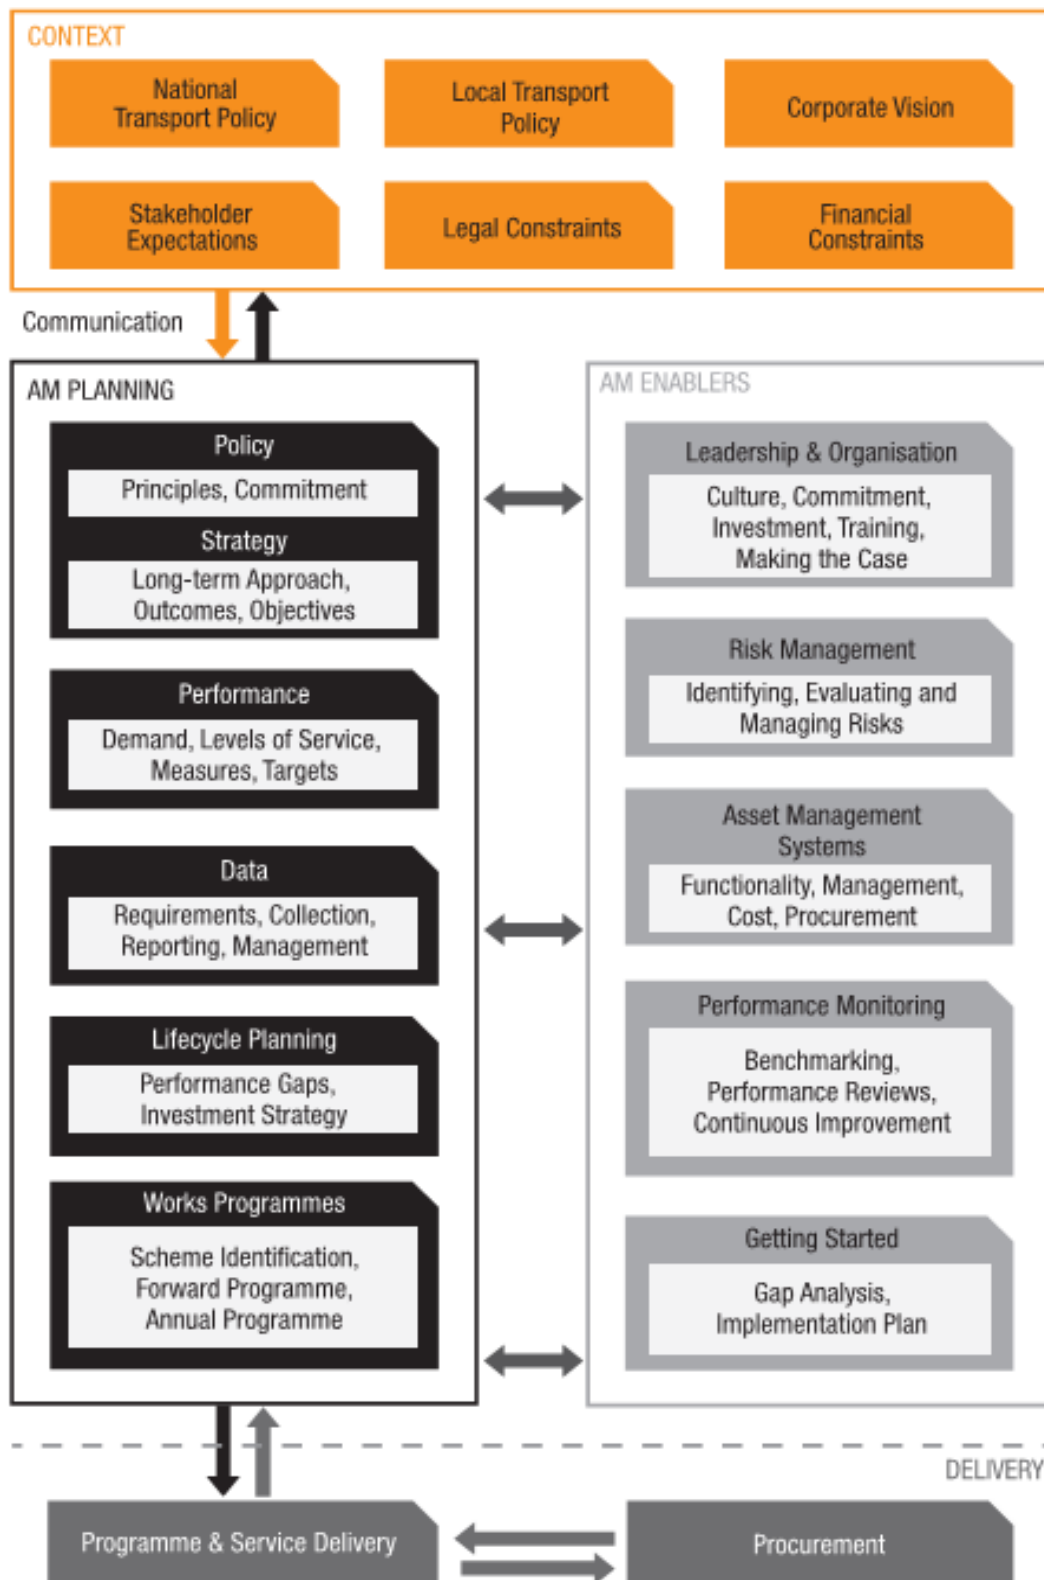 CONTEXT
National
Transport Policy
Local Transport
Policy
Corporate Vision
Stakeholder
Expectations
Legal Constraints
Financial
Constraints
Communication
AM PLANNING
Policy
Principles, Commitment
Strategy
Long-term Approach,
Outcomes, Objectives
Performance
Demand, Levels of Service,
Measures, Targets
Data
Requirements, Collection,
Reporting, Management
Lifecycle Planning
Performance Gaps,
Investment Strategy
Works Programmes
Scheme Identification,
Forward Programme,
Annual Programme
AM ENABLERS
Leadership & Organisation
Culture, Commitment,
Investment, Training,
Making the Case
Risk Management
Identifying, Evaluating and
Managing Risks
Asset Management
Systems
Functionality, Management,
Cost, Procurement
Performance Monitoring
Benchmarking,
Performance Reviews,
Continuous Improvement
Getting Started
Gap Analysis,
Implementation Plan
DELIVERY
Programme & Service Delivery
Procurement